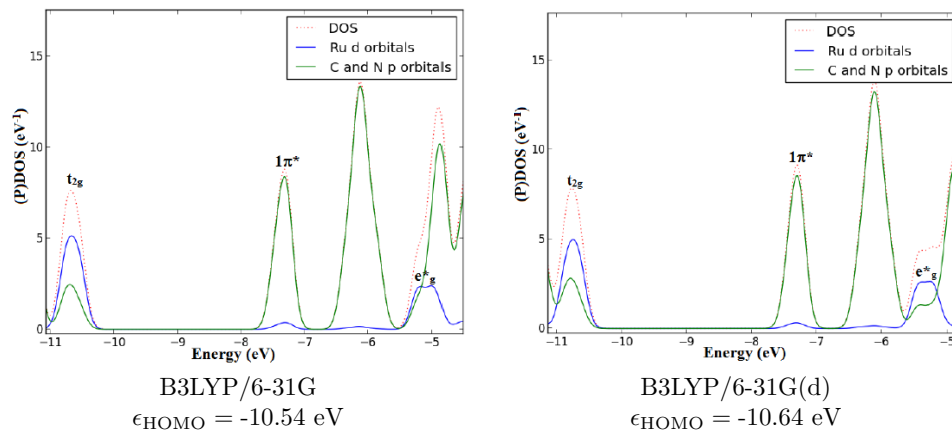 DOS
Ru d orbitals
C and N p orbitals
15
10
5
0
(P)DOS (eV⁻¹)
t₂g
1π*
e*g
−11
−10
−9
−8
−7
−6
−5
Energy (eV)
B3LYP/6-31G
ϵHOMO = -10.54 eV
DOS
Ru d orbitals
C and N p orbitals
15
10
5
0
(P)DOS (eV⁻¹)
t₂g
1π*
e*g
−11
−10
−9
−8
−7
−6
−5
Energy (eV)
B3LYP/6-31G(d)
ϵHOMO = -10.64 eV